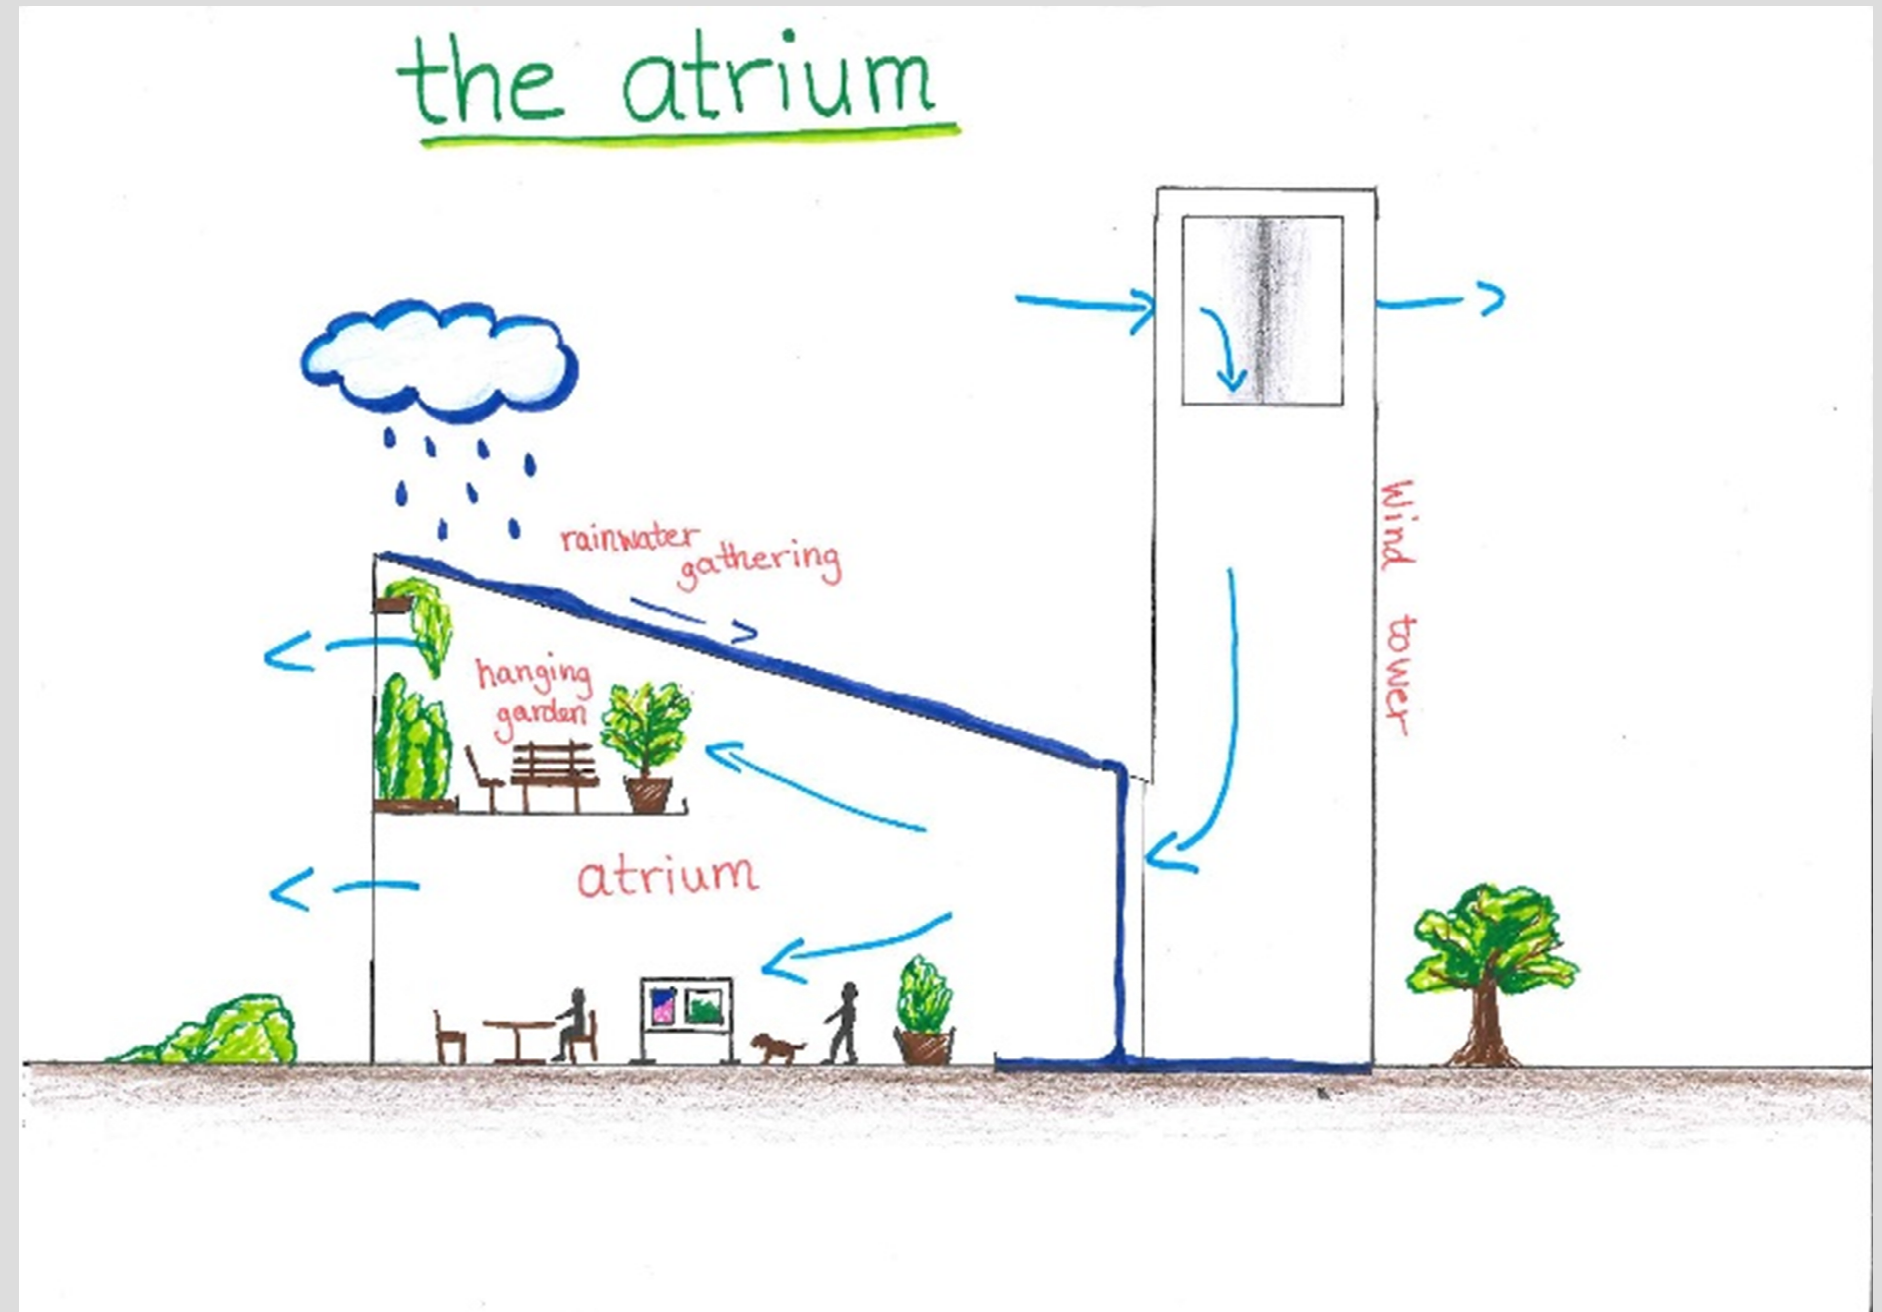 the atrium
rainwater
gathering
hanging
garden
Wind tower
atrium